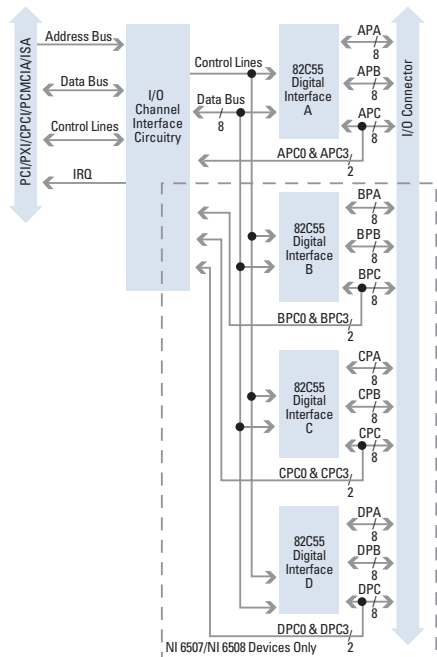 PCI/PXI/CPCI/PCMCIA/ISA
Address Bus
Data Bus
Control Lines
IRQ
I/O
Channel
Interface
Circuitry
Control Lines
Data Bus
8
82C55
Digital
Interface
A
APA
8
APB
8
APC
8
I/O Connector
APC0 & APC3
2
82C55
Digital
Interface
B
BPA
8
BPB
8
BPC
8
BPC0 & BPC3
2
82C55
Digital
Interface
C
CPA
8
CPB
8
CPC
8
CPC0 & CPC3
2
82C55
Digital
Interface
D
DPA
8
DPB
8
DPC
8
DPC0 & DPC3
2
NI 6507/NI 6508 Devices Only